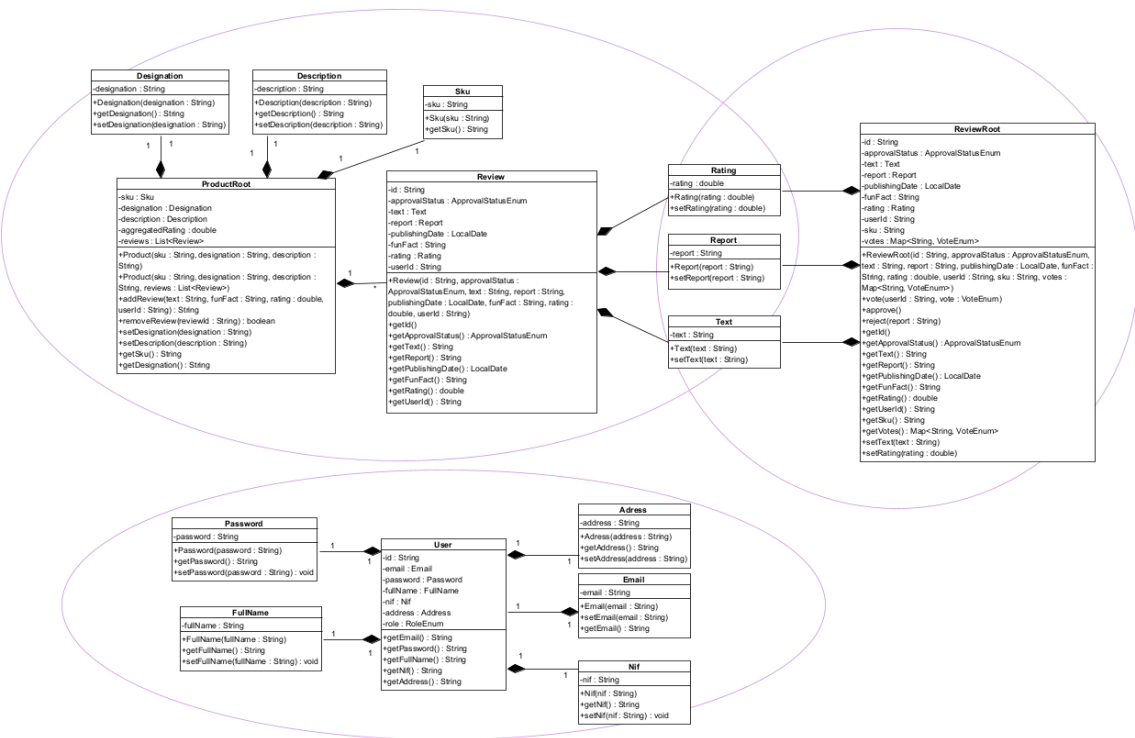 Designation
-designation : String
+Designation(designation : String)
+getDesignation() : String
+setDesignation(designation : String)
Description
-description : String
+Description(description : String)
+getDescription() : String
+setDescription(description : String)
Sku
-sku : String
+Sku(sku : String)
+getSku() : String
1
1
1
1
1
1
ProductRoot
-sku : Sku
-designation : Designation
-description : Description
-aggregatedRating : double
-reviews : List<Review>
+Product(sku : String, designation : String, description :
String)
+Product(sku : String, designation : String, description :
String, reviews : List<Review>)
+addReview(text : String, funFact : String, rating : double,
userId : String) : String
+removeReview(reviewId : String) : boolean
+setDesignation(designation : String)
+setDescription(description : String)
+getSku() : String
+getDesignation() : String
1
*
Review
-id : String
-approvalStatus : ApprovalStatusEnum
-text : Text
-report : Report
-publishingDate : LocalDate
-funFact : String
-rating : Rating
-userId : String
+Review(id : String, approvalStatus :
ApprovalStatusEnum, text : String, report : String,
publishingDate : LocalDate, funFact : String, rating :
double, userId : String)
+getId()
+getApprovalStatus() : ApprovalStatusEnum
+getText() : String
+getReport() : String
+getPublishingDate() : LocalDate
+getFunFact() : String
+getRating() : double
+getUserId() : String
Rating
-rating : double
+Rating(rating : double)
+setRating(rating : double)
Report
-report : String
+Report(report : String)
+setReport(report : String)
Text
-text : String
+Text(text : String)
+setText(text : String)
ReviewRoot
-id : String
-approvalStatus : ApprovalStatusEnum
-text : Text
-report : Report
-publishingDate : LocalDate
-funFact : String
-rating : Rating
-userId : String
-sku : String
-votes : Map<String, VoteEnum>
+ReviewRoot(id : String, approvalStatus : ApprovalStatusEnum,
text : String, report : String, publishingDate : LocalDate, funFact :
String, rating : double, userId : String, sku : String, votes :
Map<String, VoteEnum>)
+vote(userId : String, vote : VoteEnum)
+approve()
+reject(report : String)
+getId()
+getApprovalStatus() : ApprovalStatusEnum
+getText() : String
+getReport() : String
+getPublishingDate() : LocalDate
+getFunFact() : String
+getRating() : double
+getUserId() : String
+getSku() : String
+getVotes() : Map<String, VoteEnum>
+setText(text : String)
+setRating(rating : double)
Password
-password : String
+Password(password : String)
+getPassword() : String
+setPassword(password : String) : void
1
1
FullName
-fullName : String
+FullName(fullName : String)
+getFullName() : String
+setFullName(fullName : String) : void
1
1
User
-id : String
-email : Email
-password : Password
-fullName : FullName
-nif : Nif
-address : Address
-role : RoleEnum
+getEmail() : String
+getPassword() : String
+getFullName() : String
+getNif() : String
+getAddress() : String
1
1
1
1
1
1
Adress
-address : String
+Adress(address : String)
+getAddress() : String
+setAddress(address : String)
Email
-email : String
+Email(email : String)
+setEmail(email : String)
+getEmail() : String
Nif
-nif : String
+Nif(nif : String)
+getNif() : String
+setNif(nif : String) : void